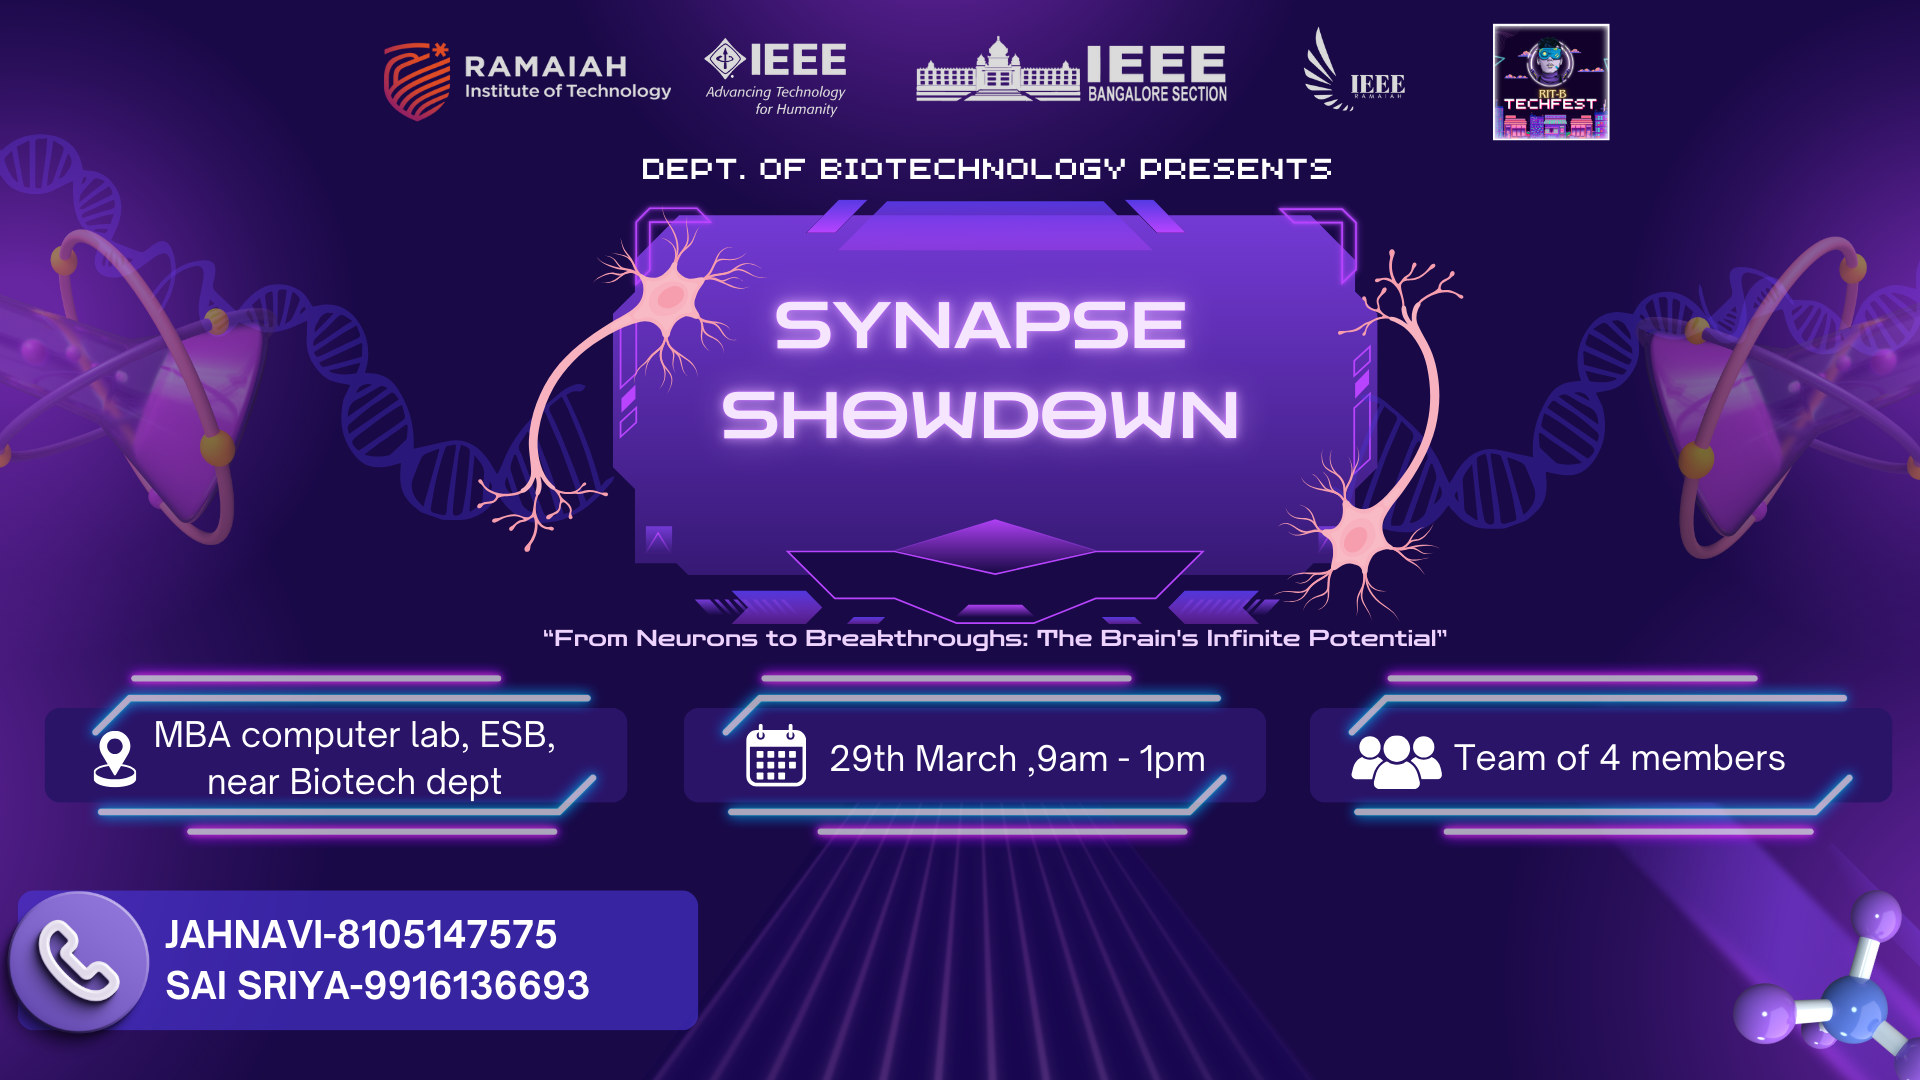 RAMAIAH
Institute of Technology
IEEE
Advancing Technology
for Humanity
IEEE
BANGALORE SECTION
IEEE
RAMAIAH
RIT-B
TECHFEST
DEPT. OF BIOTECHNOLOGY PRESENTS
SYNAPSE
SHOWDOWN
“From Neurons to Breakthroughs: The Brain's Infinite Potential”
MBA computer lab, ESB,
near Biotech dept
29th March ,9am - 1pm
Team of 4 members
JAHNAVI-8105147575
SAI SRIYA-9916136693